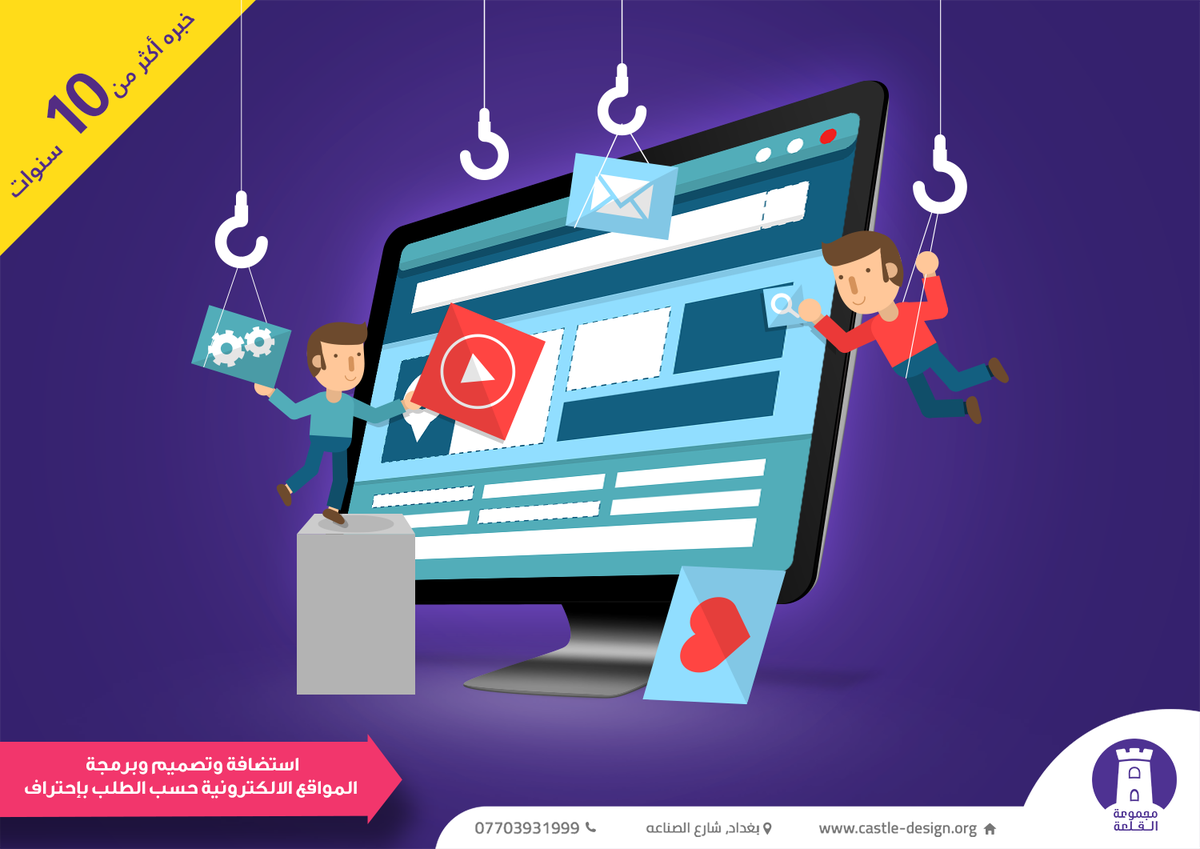 خبره أكثر من 10 سنوات
استضافة وتصميم وبرمجة
المواقع الالكترونية حسب الطلب بإحتراف
07703931999
بغداد, شارع الصناعه
www.castle-design.org
مجموعة
القلعة